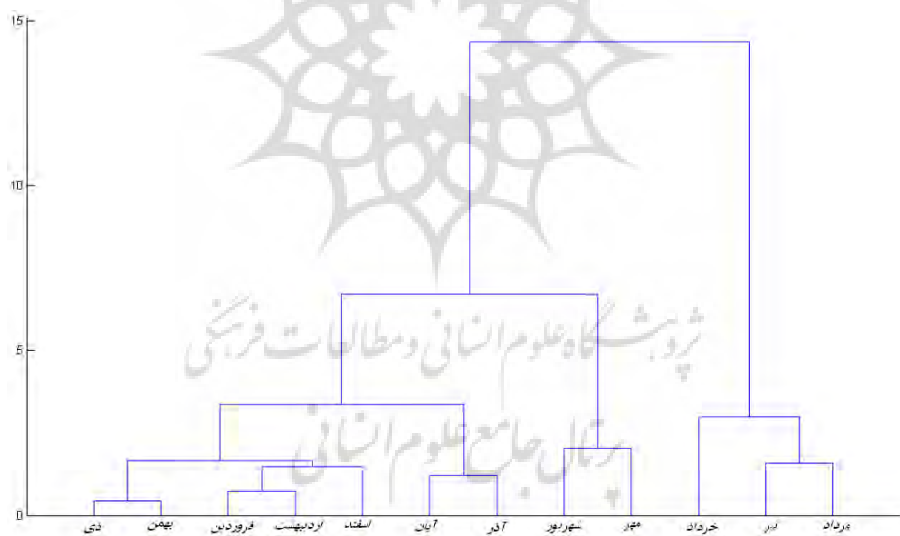 15
10
5
0
پژوهشگاه علوم انسانی و مطالعات فرهنگی
پرتال جامع علوم انسانی
دی بهمن فروردین اردیبهشت اسفند آبان آذر شهریور مهر خرداد تیر مرداد